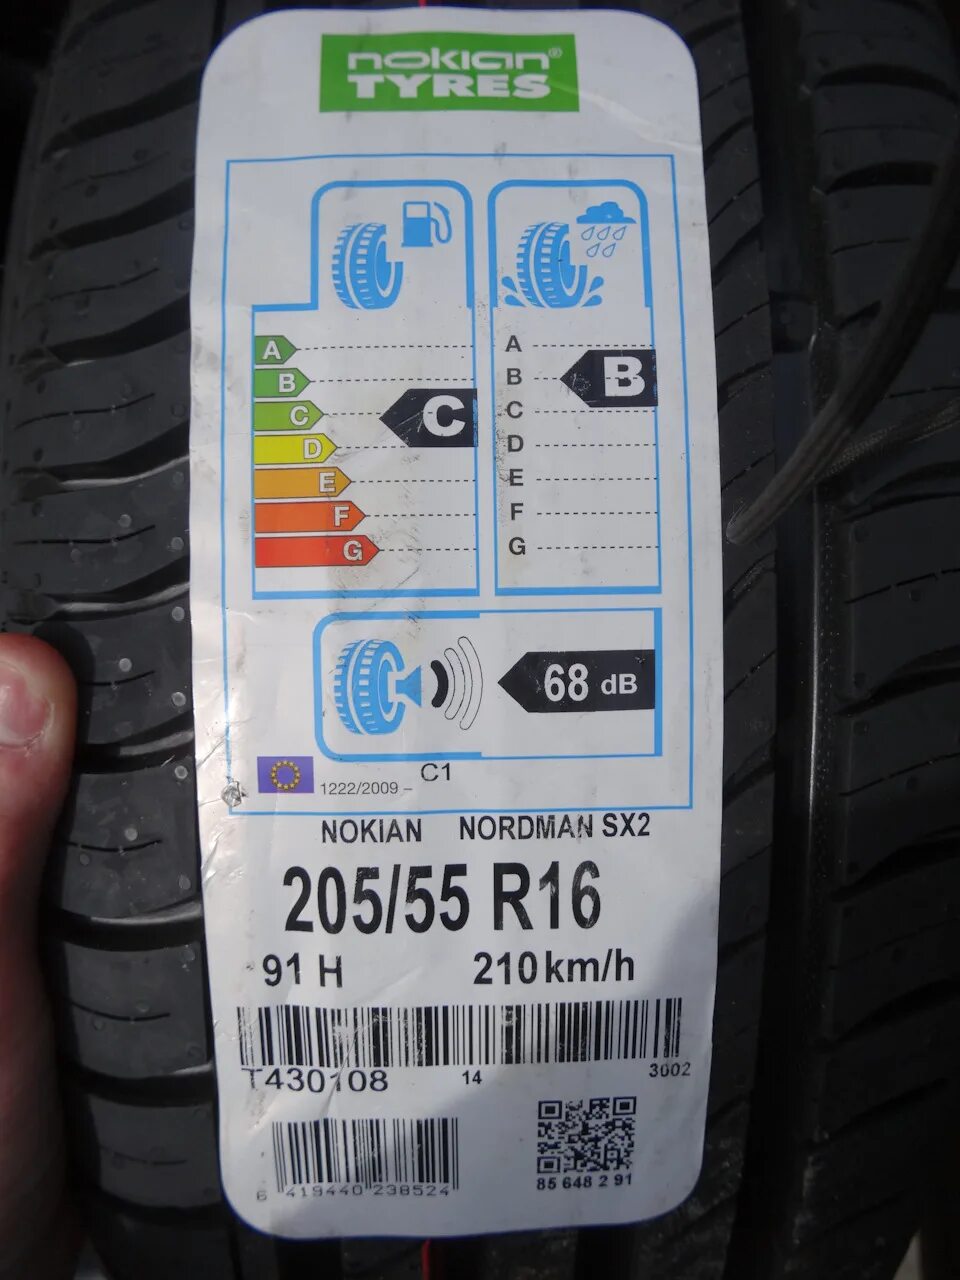 nokian®
TYRES
A
B
C
D
E
F
G
C
A
B
C
D
E
F
G
B
68 dB
1222/2009 – C1
NOKIAN NORDMAN SX2
205/55 R16
91 H 210 km/h
T430108 14 3002
6 419440 238524
85 648 2 91